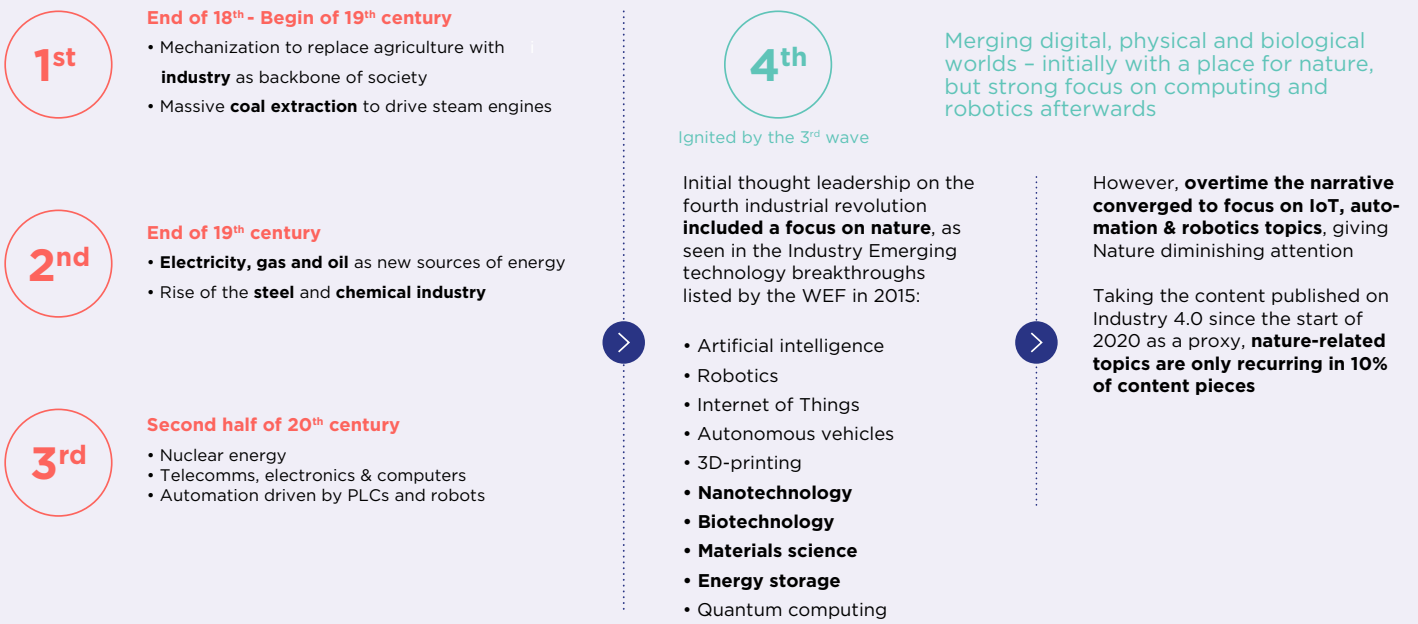 1st
End of 18th - Begin of 19th century
• Mechanization to replace agriculture with
industry as backbone of society
• Massive coal extraction to drive steam engines
2nd
End of 19th century
• Electricity, gas and oil as new sources of energy
• Rise of the steel and chemical industry
3rd
Second half of 20th century
• Nuclear energy
• Telecomms, electronics & computers
• Automation driven by PLCs and robots
4th
Ignited by the 3rd wave
Merging digital, physical and biological
worlds – initially with a place for nature,
but strong focus on computing and
robotics afterwards
Initial thought leadership on the
fourth industrial revolution
included a focus on nature, as
seen in the Industry Emerging
technology breakthroughs
listed by the WEF in 2015:
• Artificial intelligence
• Robotics
• Internet of Things
• Autonomous vehicles
• 3D-printing
• Nanotechnology
• Biotechnology
• Materials science
• Energy storage
• Quantum computing
However, overtime the narrative
converged to focus on IoT, auto-
mation & robotics topics, giving
Nature diminishing attention
Taking the content published on
Industry 4.0 since the start of
2020 as a proxy, nature-related
topics are only recurring in 10%
of content pieces